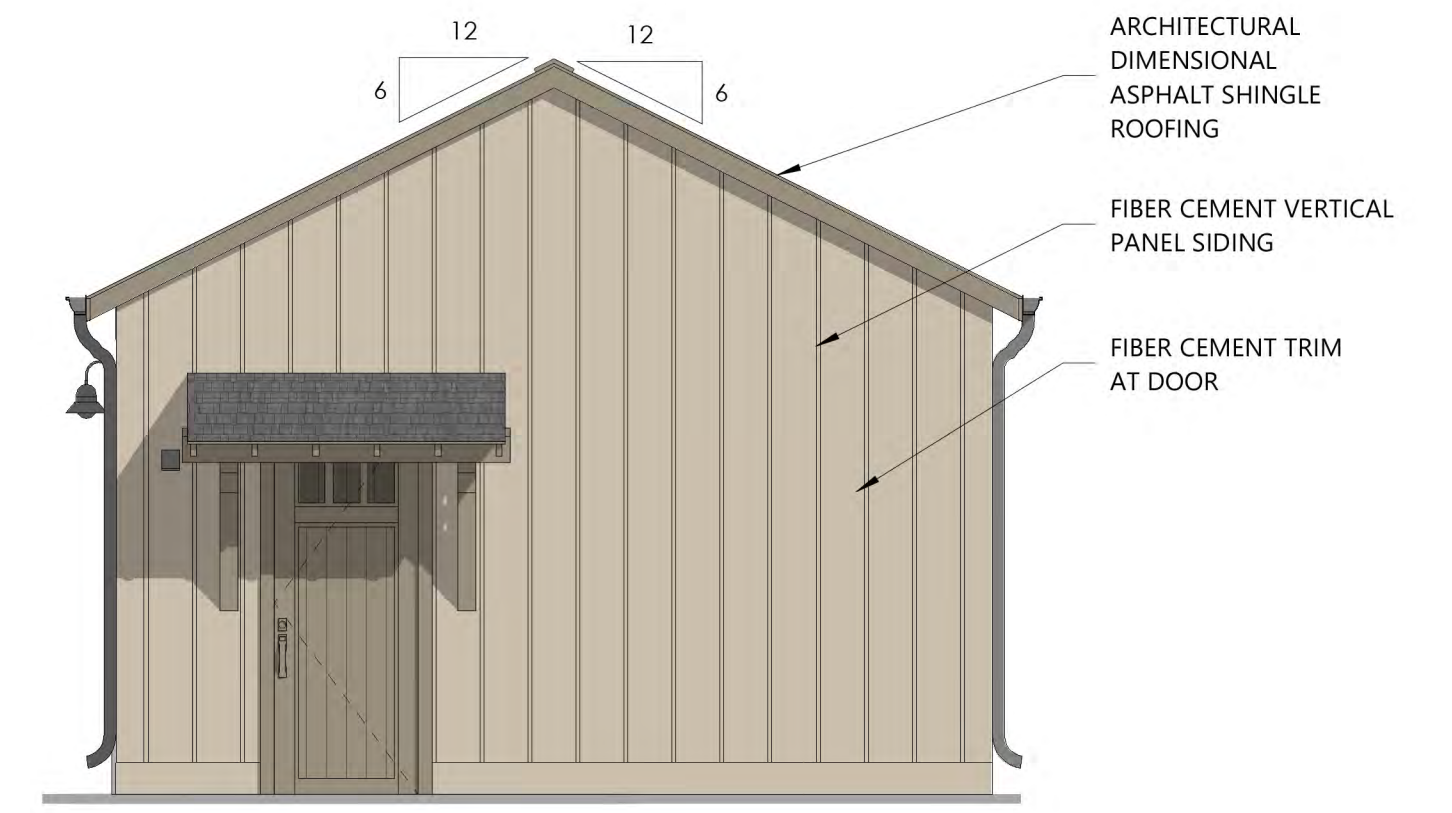 12
12
6
6
ARCHITECTURAL
DIMENSIONAL
ASPHALT SHINGLE
ROOFING
FIBER CEMENT VERTICAL
PANEL SIDING
FIBER CEMENT TRIM
AT DOOR